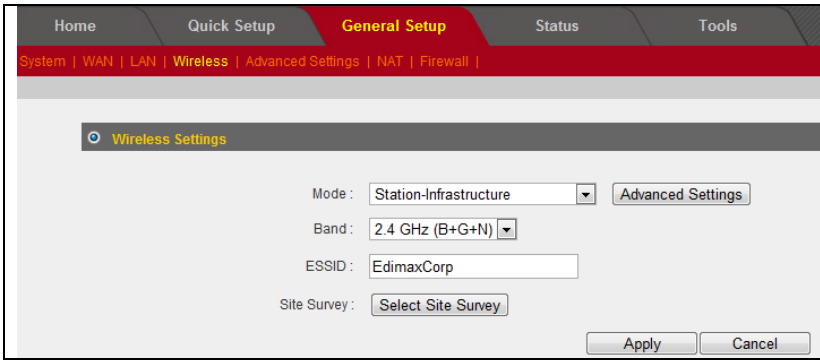 Home Quick Setup General Setup Status Tools
System | WAN | LAN | Wireless | Advanced Settings | NAT | Firewall |
Wireless Settings
Mode : Station-Infrastructure Advanced Settings
Band : 2.4 GHz (B+G+N)
ESSID : EdimaxCorp
Site Survey : Select Site Survey
Apply Cancel